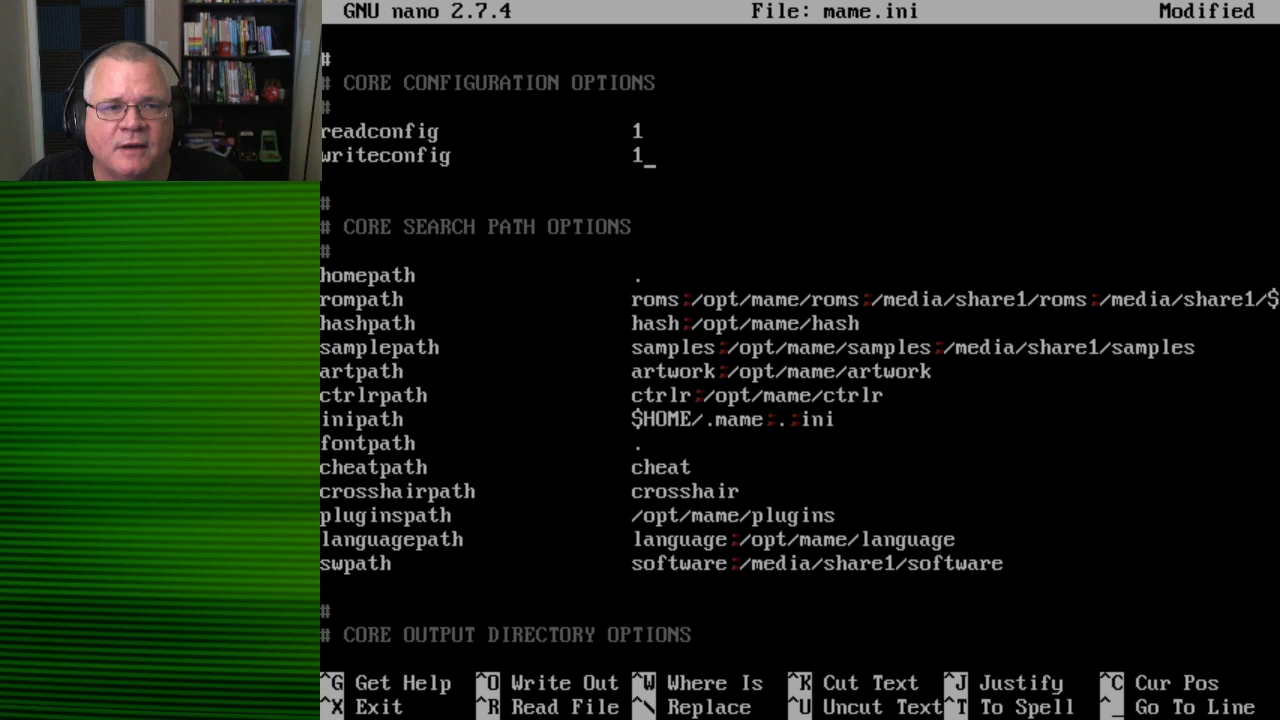 GNU nano 2.7.4 File: mame.ini Modified
#
# CORE CONFIGURATION OPTIONS
#
readconfig 1
writeconfig 1_
#
# CORE SEARCH PATH OPTIONS
#
homepath .
rompath roms;/opt/mame/roms;/media/share1/roms;/media/share1/$
hashpath hash;/opt/mame/hash
samplepath samples;/opt/mame/samples;/media/share1/samples
artpath artwork;/opt/mame/artwork
ctrlrpath ctrlr;/opt/mame/ctrlr
inipath $HOME/.mame;.;ini
fontpath .
cheatpath cheat
crosshairpath crosshair
pluginspath /opt/mame/plugins
languagepath language;/opt/mame/language
swpath software;/media/share1/software
#
# CORE OUTPUT DIRECTORY OPTIONS
^G Get Help ^O Write Out ^W Where Is ^K Cut Text ^J Justify ^C Cur Pos
^X Exit ^R Read File ^\ Replace ^U Uncut Text ^T To Spell ^_ Go To Line